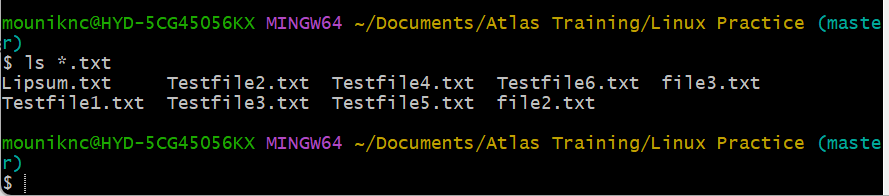 mouniknc@HYD-5CG45056KX MINGW64 ~/Documents/Atlas Training/Linux Practice (maste
r)
$ ls *.txt
Lipsum.txt     Testfile2.txt  Testfile4.txt  Testfile6.txt  file3.txt
Testfile1.txt  Testfile3.txt  Testfile5.txt  file2.txt
mouniknc@HYD-5CG45056KX MINGW64 ~/Documents/Atlas Training/Linux Practice (maste
r)
$